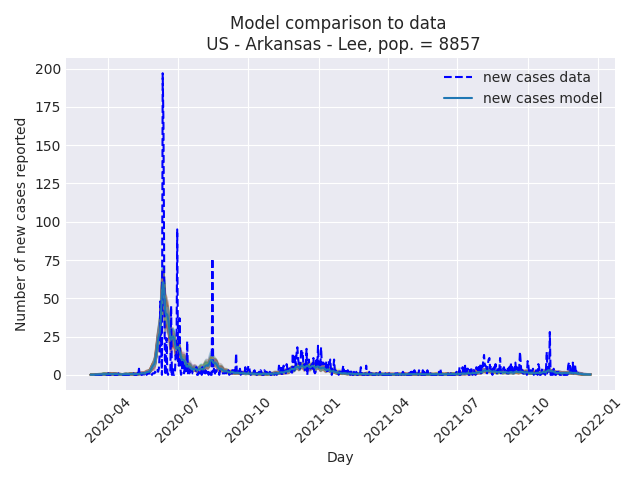 Model comparison to data
US - Arkansas - Lee, pop. = 8857
new cases data
new cases model
Number of new cases reported
200
175
150
125
100
75
50
25
0
2020-04
2020-07
2020-10
2021-01
2021-04
2021-07
2021-10
2022-01
Day